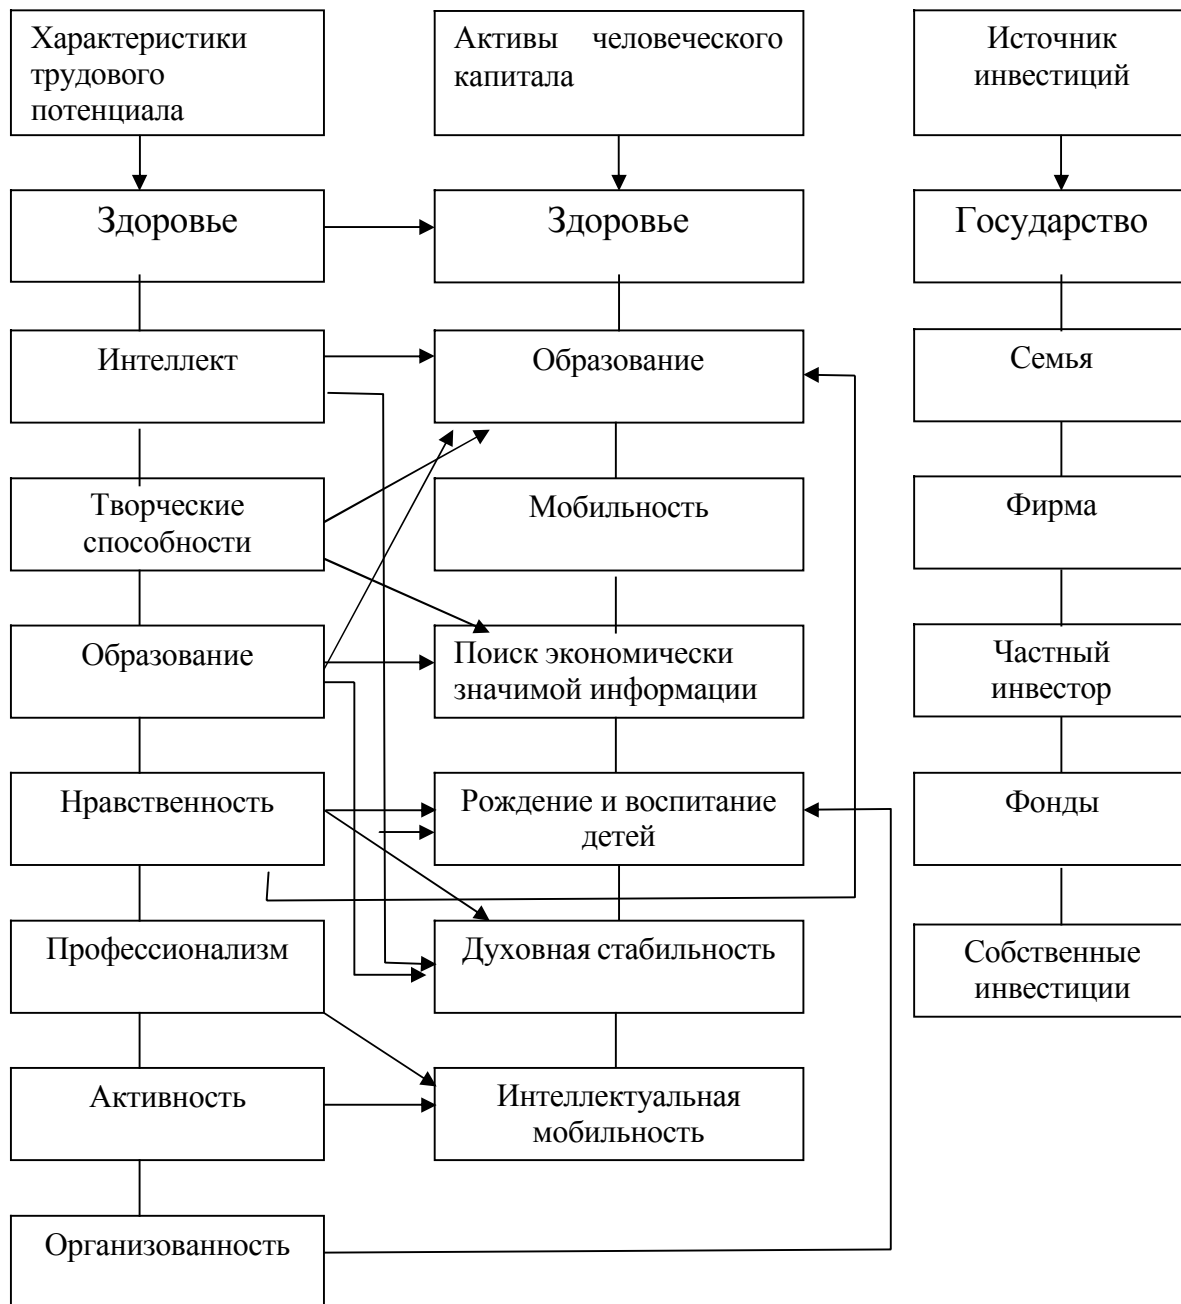 Характеристики
трудового
потенциала
Активы человеческого
капитала
Источник
инвестиций
Здоровье
Здоровье
Государство
Интеллект
Образование
Семья
Творческие
способности
Мобильность
Фирма
Образование
Поиск экономически
значимой информации
Частный
инвестор
Нравственность
Рождение и воспитание
детей
Фонды
Профессионализм
Духовная стабильность
Собственные
инвестиции
Активность
Интеллектуальная
мобильность
Организованность